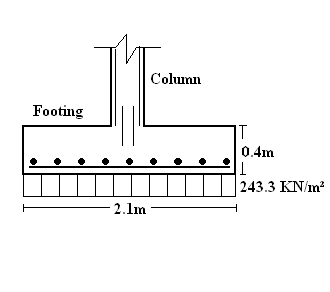 Column
Footing
0.4m
243.3 KN/m²
2.1m